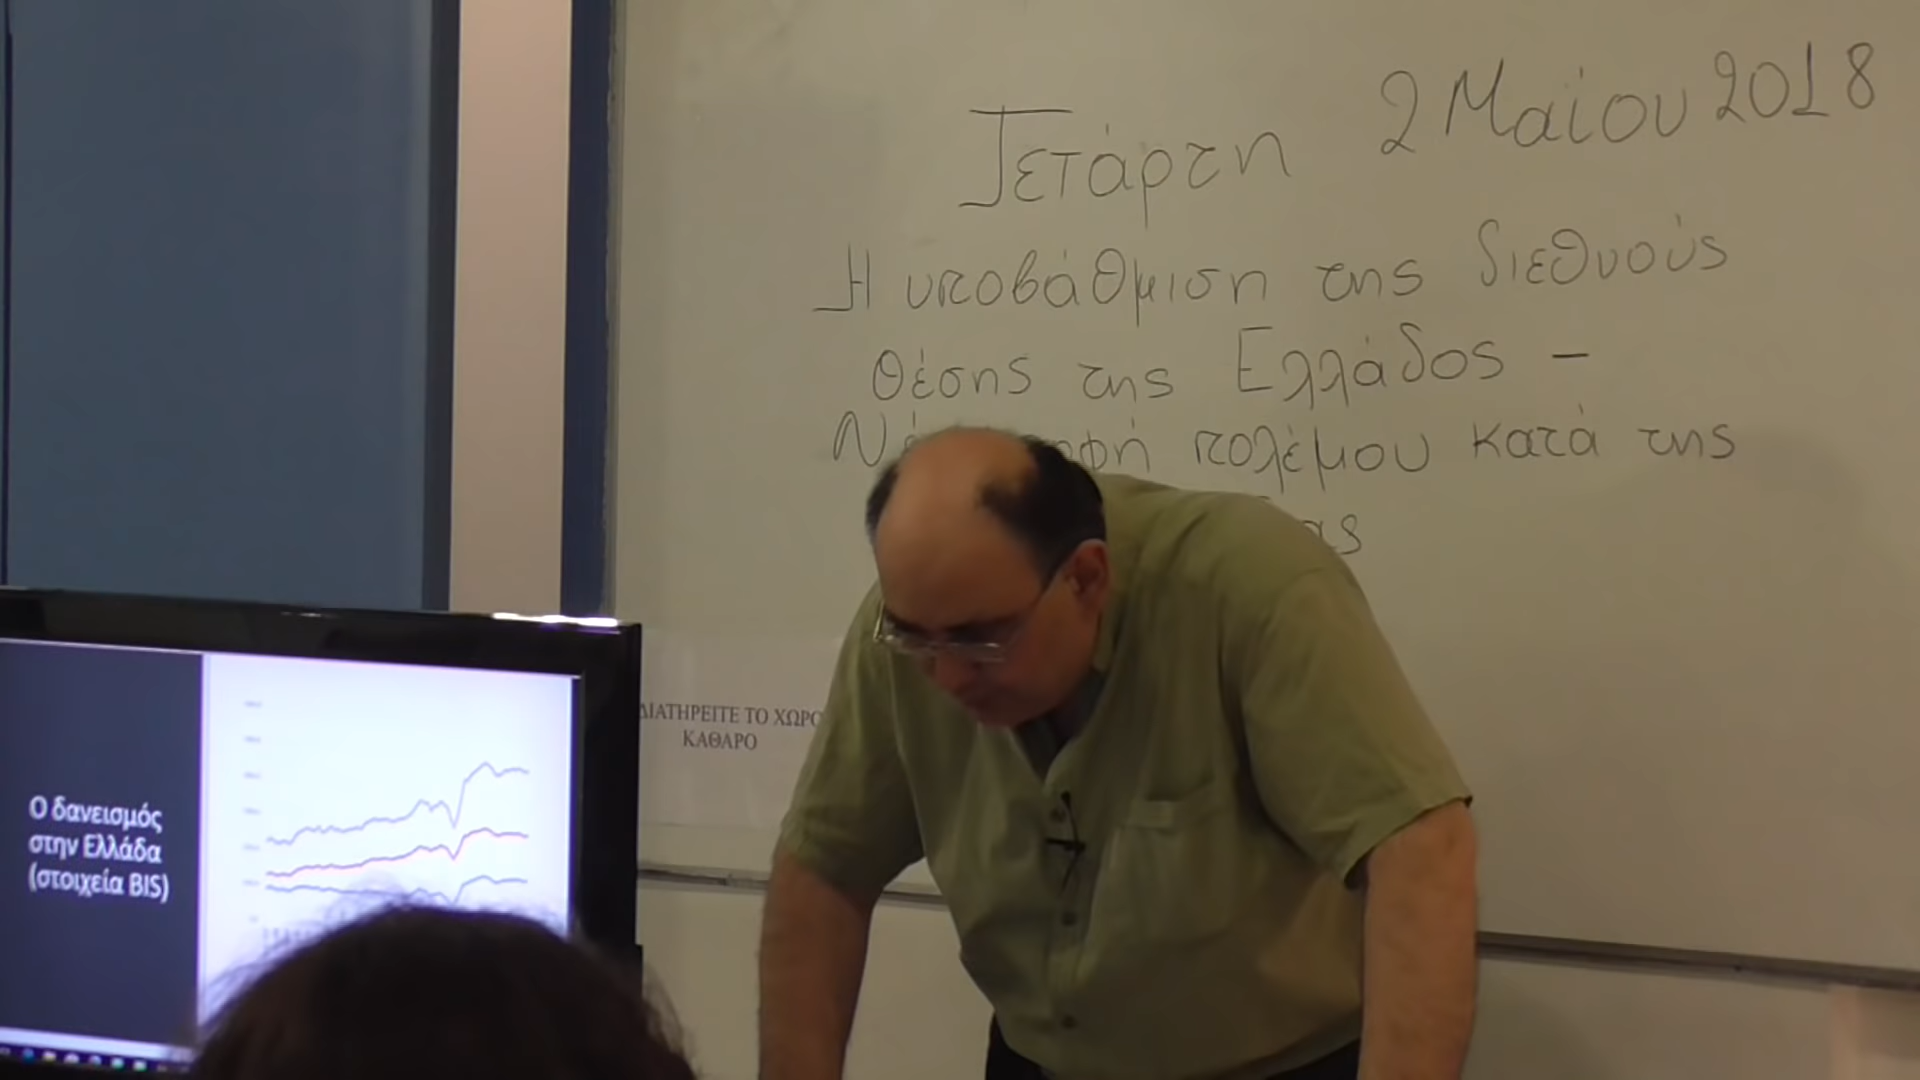 Τετάρτη 2 Μαίου 2018
Η υποβάθμιση της διεθνούς
θέσης της Ελλάδος –
πολέμου κατά της
ΔΙΑΤΗΡΕΙΤΕ ΤΟ ΧΩΡΟ
ΚΑΘΑΡΟ
Ο δανεισμός
στην Ελλάδα
(στοιχεία BIS)